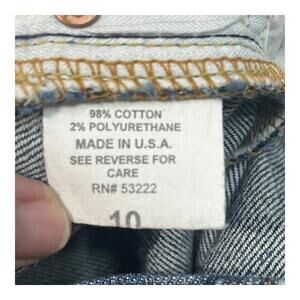 98% COTTON
2% POLYURETHANE
MADE IN U.S.A.
SEE REVERSE FOR
CARE
RN# 53222
10